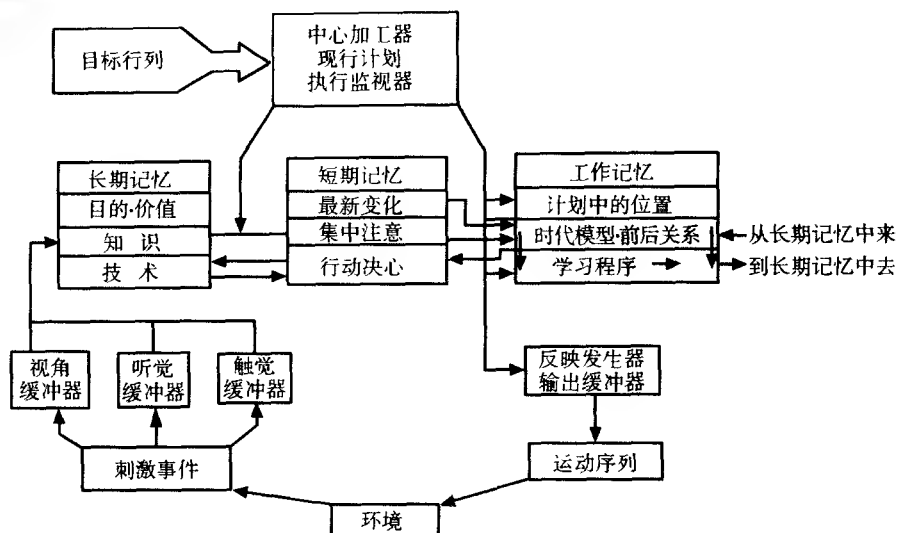 目标行列
中心加工器
现行计划
执行监视器
长期记忆
目的·价值
知 识
技 术
短期记忆
最新变化
集中注意
行动决心
工作记忆
计划中的位置
时代模型·前后关系
学习程序
从长期记忆中来
到长期记忆中去
视角
缓冲器
听觉
缓冲器
触觉
缓冲器
反映发生器
输出缓冲器
刺激事件
运动序列
环境